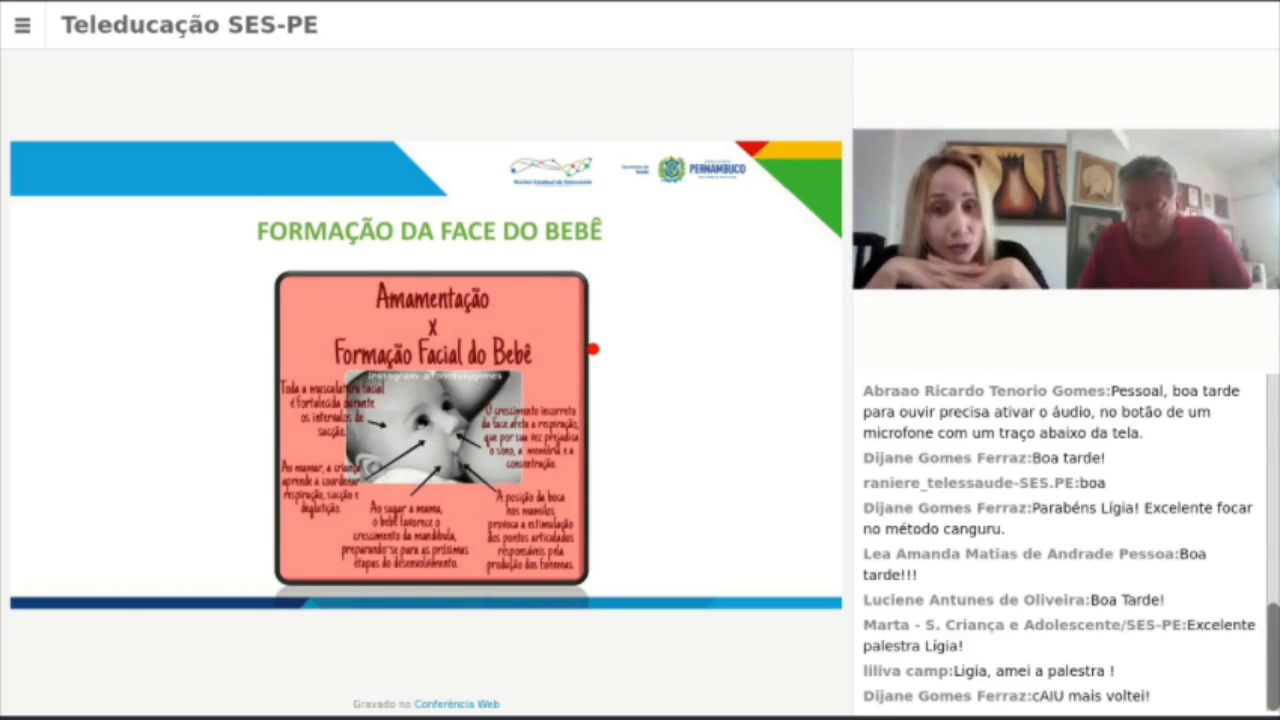 Teleducação SES-PE
Núcleo Estadual de Telessaúde
Secretaria de
Saúde
PERNAMBUCO
FORMAÇÃO DA FACE DO BEBÊ
Amamentação
x
Formação Facial do Bebê
Toda a musculatura facial
é fortalecida durante
os intervalos de
sucção.
Ao mamar, a criança
aprende a coordenar
respiração, sucção e
deglutição.
Ao sugar a mama,
o bebê favorece o
crescimento da mandíbula,
preparando-se para as próximas
etapas do desenvolvimento.
O crescimento incorreto
da face afeta a respiração,
que por sua vez prejudica
o sono, a memória e a
concentração.
A posição da boca
nos mamilos
provoca a estimulação
dos pontos articulados
responsáveis pela
produção dos fonemas.
Gravado no Conferência Web
Abraao Ricardo Tenorio Gomes:Pessoal, boa tarde
para ouvir precisa ativar o áudio, no botão de um
microfone com um traço abaixo da tela.
Dijane Gomes Ferraz:Boa tarde!
raniere_telessaude-SES.PE:boa
Dijane Gomes Ferraz:Parabéns Lígia! Excelente focar
no método canguru.
Lea Amanda Matias de Andrade Pessoa:Boa
tarde!!!
Luciene Antunes de Oliveira:Boa Tarde!
Marta - S. Criança e Adolescente/SES-PE:Excelente
palestra Lígia!
liliva camp:Ligia, amei a palestra !
Dijane Gomes Ferraz:cAIU mais voltei!